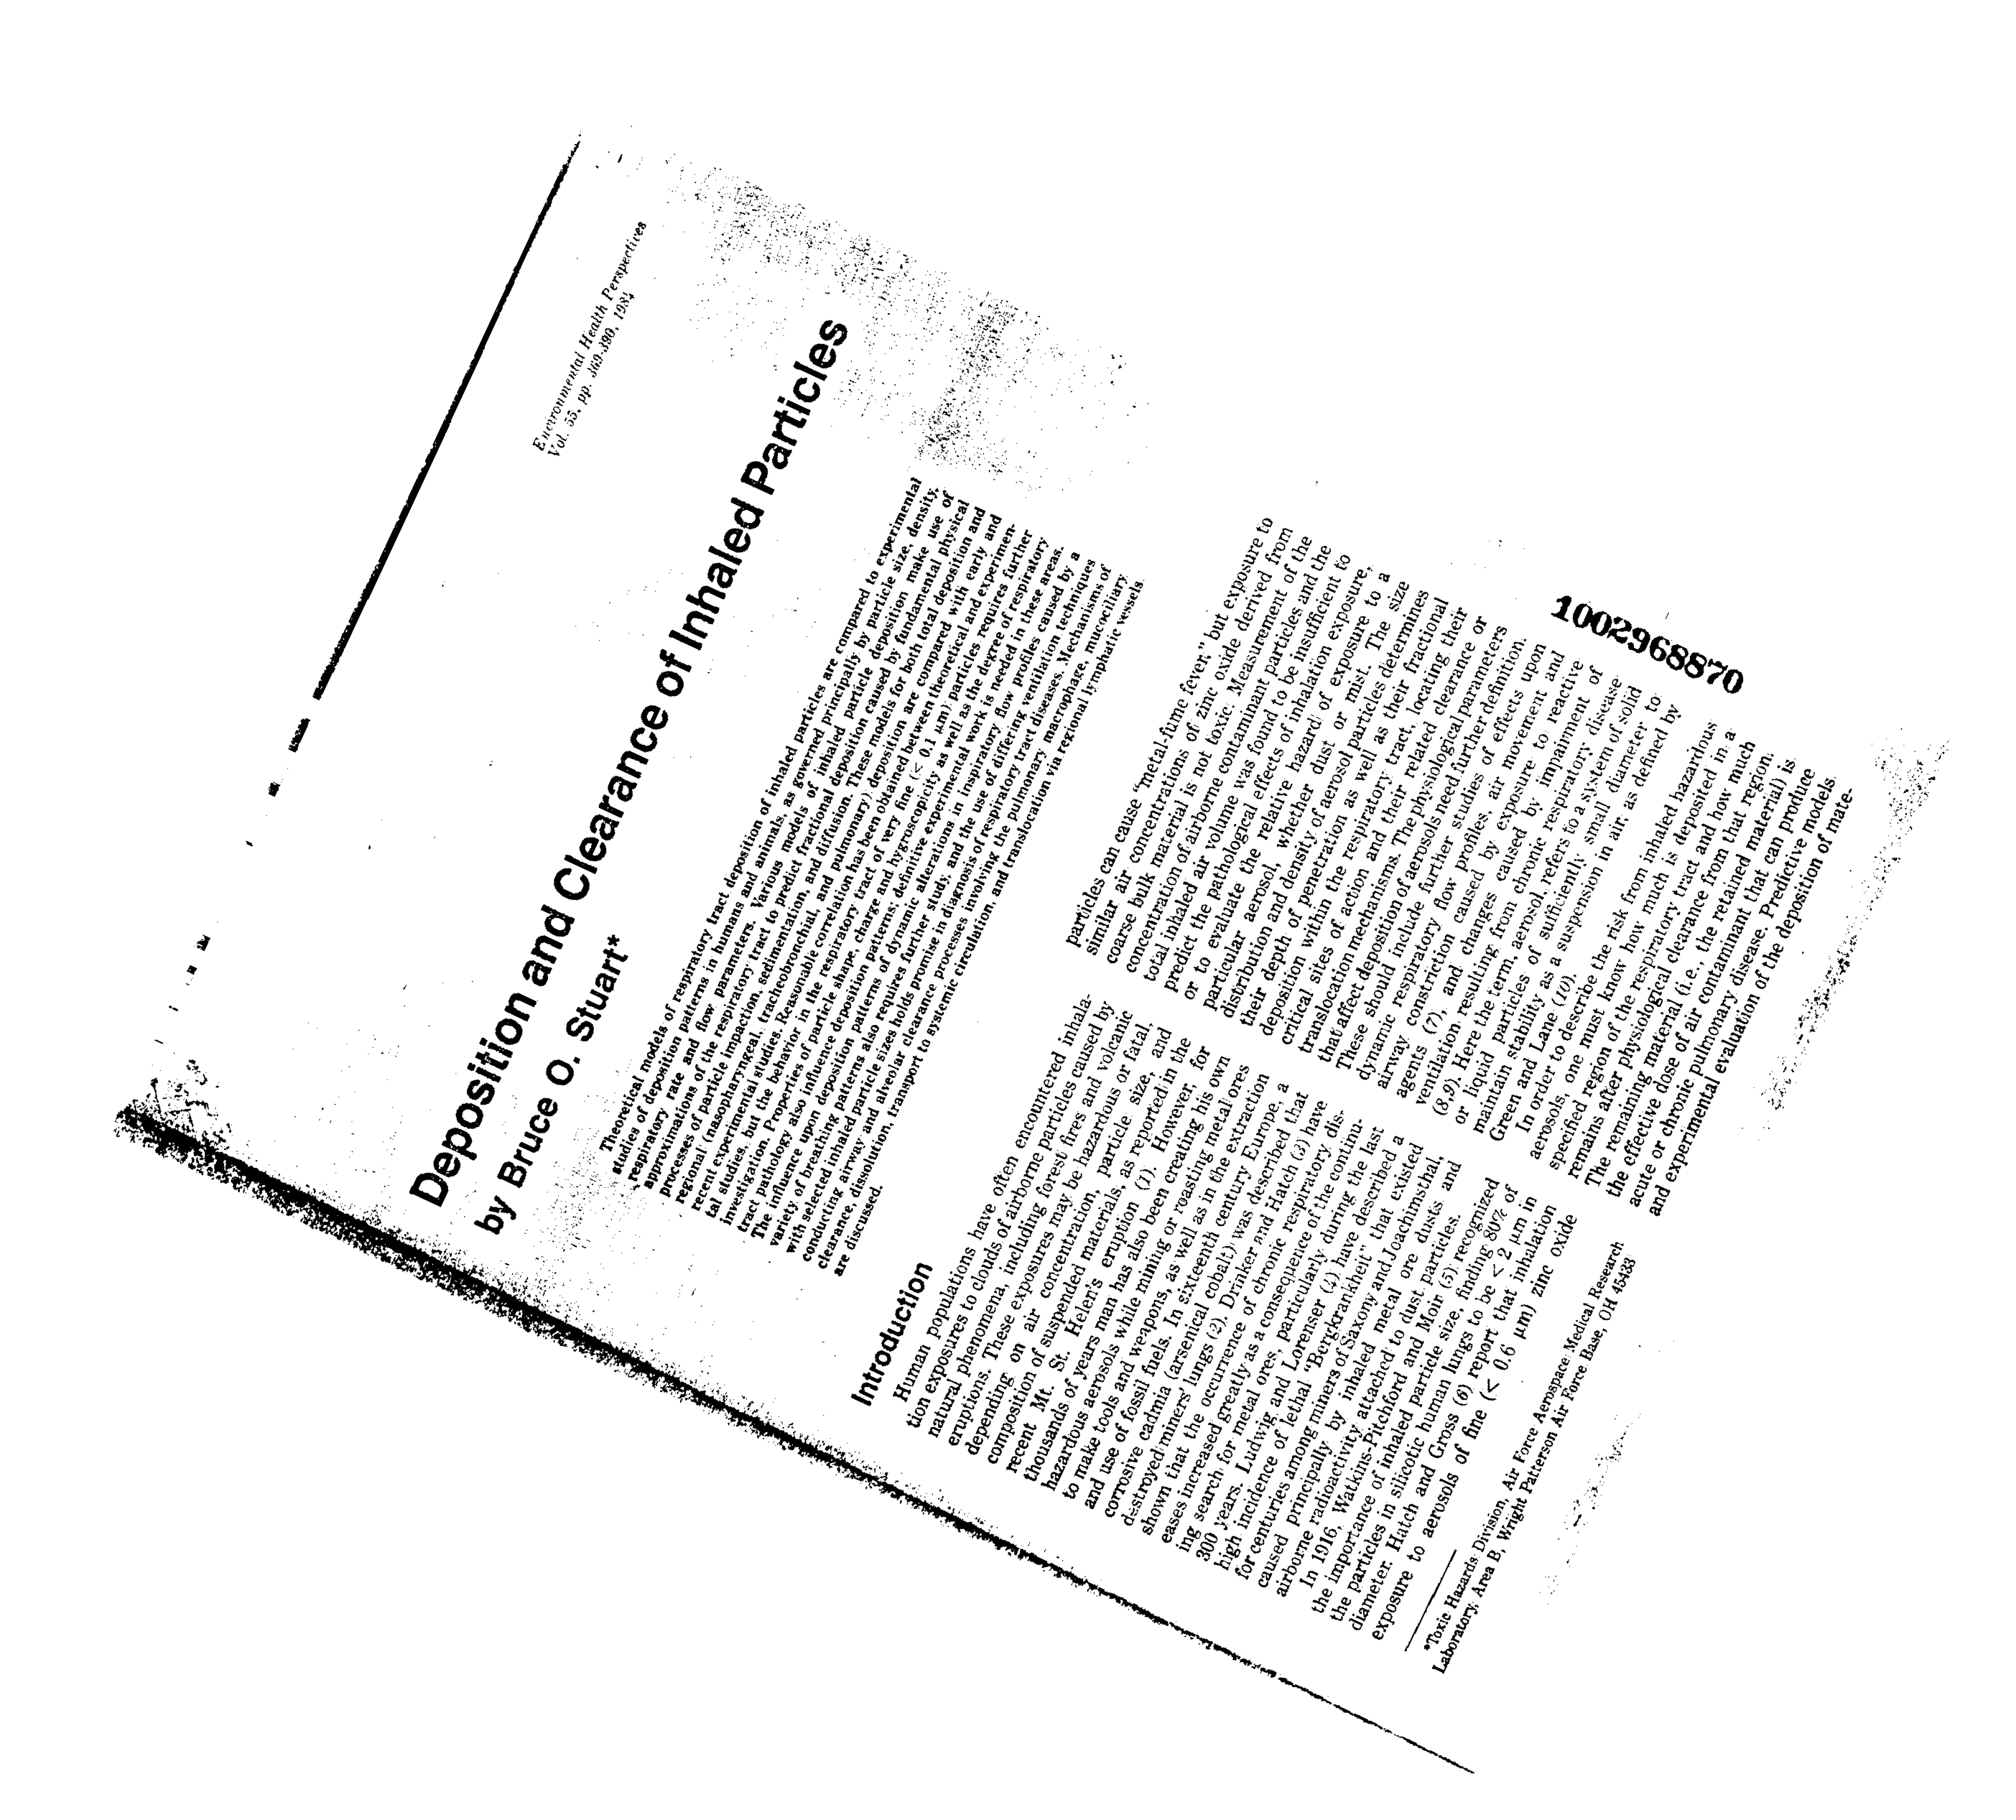 Environmental Health Perspectives
Vol. 55, pp. 369-390, 1984
Deposition and Clearance of Inhaled Particles
by Bruce O. Stuart*
Theoretical models of respiratory tract deposition of inhaled particles are compared to experimental
studies of deposition patterns in humans and animals, as governed principally by particle size, density,
respiratory rate and flow parameters. Various models of inhaled particle deposition make use of
approximations of the respiratory tract to predict fractional deposition caused by fundamental physical
processes of particle impaction, sedimentation, and diffusion. These models for both total deposition and
regional (nasopharyngeal, tracheobronchial, and pulmonary) deposition are compared with early and
recent experimental studies. Reasonable correlation has been obtained between theoretical and experimen-
tal studies, but the behavior in the respiratory tract of very fine (< 0.1 μm) particles requires further
investigation. Properties of particle shape, charge and hygroscopicity as well as the degree of respiratory
tract pathology also influence deposition patterns; definitive experimental work is needed in these areas.
The influence upon deposition patterns of dynamic alterations in inspiratory flow profiles caused by a
variety of breathing patterns also requires further study, and the use of differing ventilation techniques
with selected inhaled particle sizes holds promise in diagnosis of respiratory tract diseases. Mechanisms of
conducting airway and alveolar clearance processes involving the pulmonary macrophage, mucociliary
clearance, dissolution, transport to systemic circulation, and translocation via regional lymphatic vessels
are discussed.
Introduction
Human populations have often encountered inhala-
tion exposures to clouds of airborne particles caused by
natural phenomena, including forest fires and volcanic
eruptions. These exposures may be hazardous or fatal,
depending on air concentration, particle size, and
composition of suspended materials, as reported in the
recent Mt. St. Helen's eruption (1). However, for
thousands of years man has also been creating his own
hazardous aerosols while mining or roasting metal ores
to make tools and weapons, as well as in the extraction
and use of fossil fuels. In sixteenth century Europe, a
corrosive cadmia (arsenical cobalt) was described that
destroyed miners' lungs (2). Drinker and Hatch (3) have
shown that the occurrence of chronic respiratory dis-
eases increased greatly as a consequence of the continu-
ing search for metal ores, particularly during the last
300 years. Ludwig and Lorenser (4) have described a
high incidence of lethal "Bergkrankheit" that existed
for centuries among miners of Saxony and Joachimsthal,
caused principally by inhaled metal ore dusts and
airborne radioactivity attached to dust particles.
In 1916, Watkins-Pitchford and Moin (5) recognized
the importance of inhaled particle size, finding 80% of
the particles in silicotic human lungs to be < 2 μm in
diameter. Hatch and Gross (6) report that inhalation
exposure to aerosols of fine (< 0.6 μm) zinc oxide
*Toxic Hazards Division, Air Force Aerospace Medical Research
Laboratory, Area B, Wright Patterson Air Force Base, OH 45433
particles can cause "metal-fume fever," but exposure to
similar air concentrations of zinc oxide derived from
coarse bulk material is not toxic. Measurement of the
concentration of airborne contaminant particles and the
total inhaled air volume was found to be insufficient to
predict the pathological effects of inhalation exposure,
or to evaluate the relative hazard of exposure to a
particular aerosol, whether dust or mist. The size
distribution and density of aerosol particles determines
their depth of penetration as well as their fractional
deposition within the respiratory tract, locating their
critical sites of action and their related clearance or
translocation mechanisms. The physiological parameters
that affect deposition of aerosols need further definition.
These should include further studies of effects upon
dynamic respiratory flow profiles, air movement and
airway constriction caused by exposure to reactive
agents (7), and changes caused by impairment of
ventilation resulting from chronic respiratory disease
(8,9). Here the term, aerosol, refers to a system of solid
or liquid particles of sufficiently small diameter to
maintain stability as a suspension in air, as defined by
Green and Lane (10).
In order to describe the risk from inhaled hazardous
aerosols, one must know how much is deposited in a
specified region of the respiratory tract and how much
remains after physiological clearance from that region.
The remaining material (i.e., the retained material) is
the effective dose of air contaminant that can produce
acute or chronic pulmonary disease. Predictive models
and experimental evaluation of the deposition of mate-
1002968870